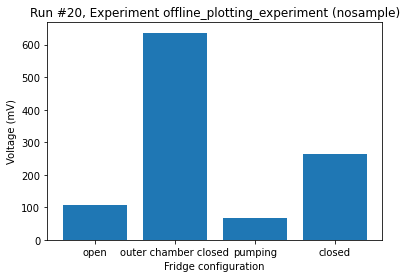 Run #20, Experiment offline_plotting_experiment (nosample)
Voltage (mV)
600
500
400
300
200
100
0
open outer chamber closed pumping closed
Fridge configuration